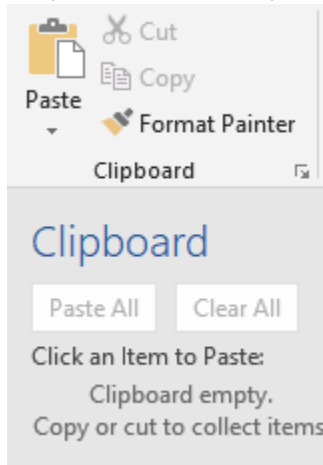 Cut
Copy
Paste
Format Painter
Clipboard
Clipboard
Paste All Clear All
Click an Item to Paste:
Clipboard empty.
Copy or cut to collect items